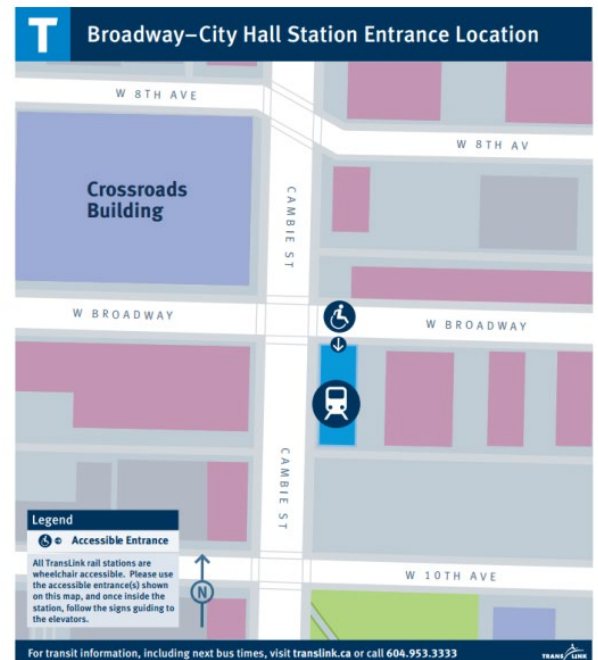 T Broadway–City Hall Station Entrance Location
W 8TH AVE
W 8TH AV
Crossroads
Building
CAMBIE ST
W BROADWAY
W BROADWAY
CAMBIE ST
Legend
Accessible Entrance
All TransLink rail stations are
wheelchair accessible. Please use
the accessible entrance(s) shown
on this map, and once inside the
station, follow the signs guiding to
the elevators.
N
W 10TH AVE
For transit information, including next bus times, visit translink.ca or call 604.953.3333
TRANSLINK